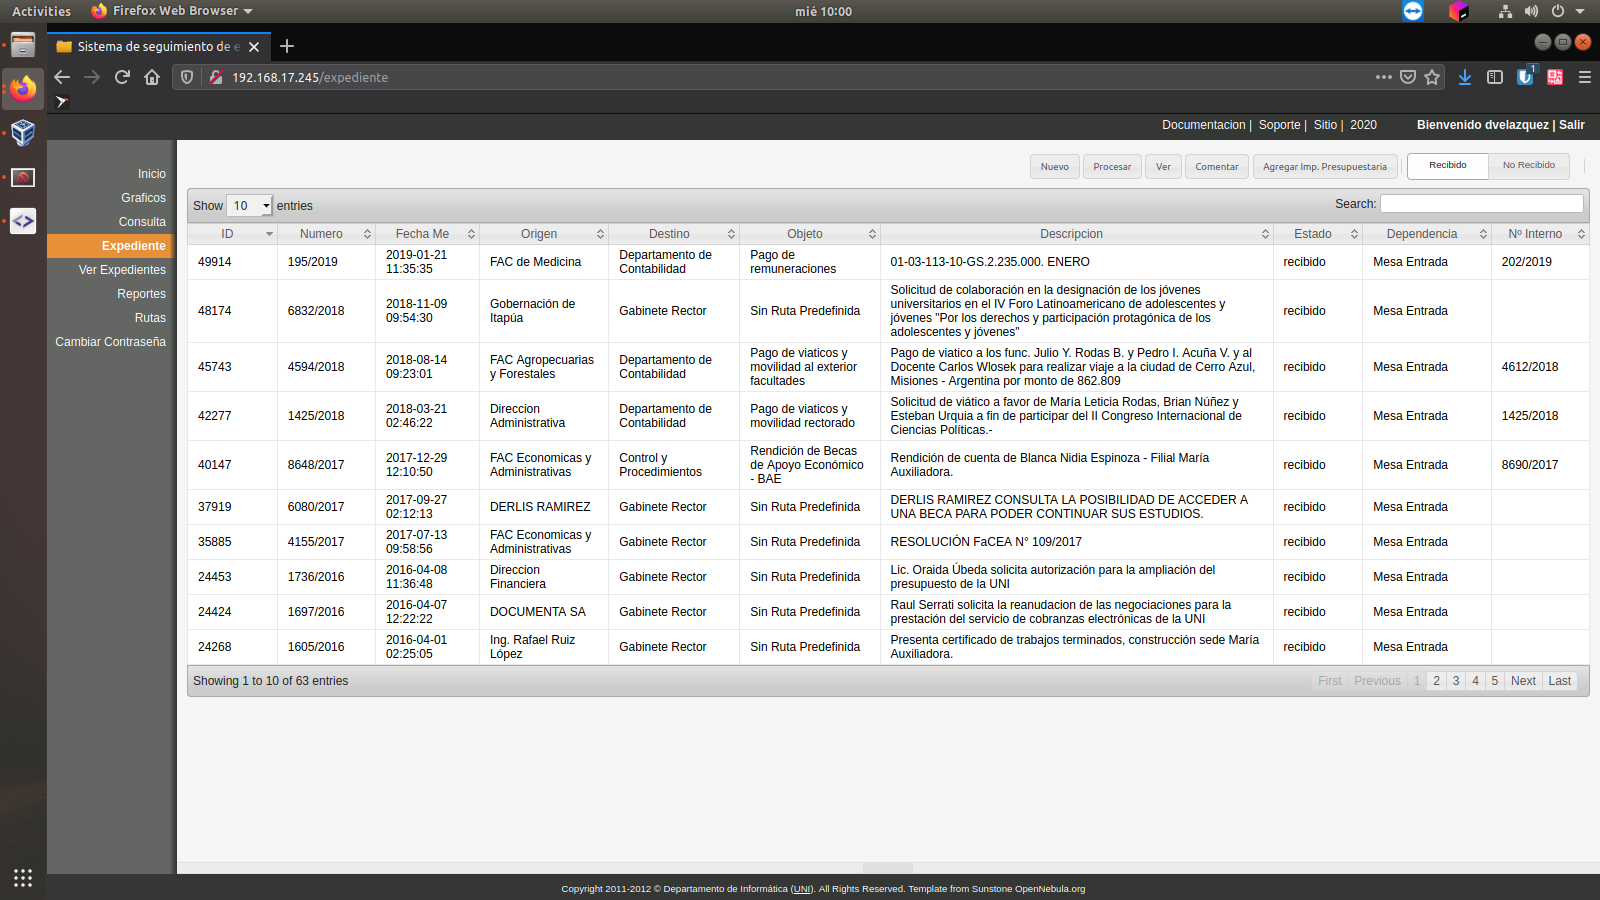 Activities Firefox Web Browser mié 10:00
Sistema de seguimiento de e
192.168.17.245/expediente
1
Documentacion | Soporte | Sitio | 2020 Bienvenido dvelazquez | Salir
Inicio
Graficos
Consulta
Expediente
Ver Expedientes
Reportes
Rutas
Cambiar Contraseña
Nuevo Procesar Ver Comentar Agregar Imp. Presupuestaria Recibido No Recibido
Show 10 entries Search:
ID Numero Fecha Me Origen Destino Objeto Descripcion Estado Dependencia Nº Interno
49914 195/2019 2019-01-21 11:35:35 FAC de Medicina Departamento de Contabilidad Pago de remuneraciones 01-03-113-10-GS.2.235.000. ENERO recibido Mesa Entrada 202/2019
48174 6832/2018 2018-11-09 09:54:30 Gobernación de Itapúa Gabinete Rector Sin Ruta Predefinida Solicitud de colaboración en la designación de los jóvenes universitarios en el IV Foro Latinoamericano de adolescentes y jóvenes "Por los derechos y participación protagónica de los adolescentes y jóvenes" recibido Mesa Entrada
45743 4594/2018 2018-08-14 09:23:01 FAC Agropecuarias y Forestales Departamento de Contabilidad Pago de viaticos y movilidad al exterior facultades Pago de viatico a los func. Julio Y. Rodas B. y Pedro I. Acuña V. y al Docente Carlos Wlosek para realizar viaje a la ciudad de Cerro Azul, Misiones - Argentina por monto de 862.809 recibido Mesa Entrada 4612/2018
42277 1425/2018 2018-03-21 02:46:22 Direccion Administrativa Departamento de Contabilidad Pago de viaticos y movilidad rectorado Solicitud de viático a favor de María Leticia Rodas, Brian Núñez y Esteban Urquia a fin de participar del II Congreso Internacional de Ciencias Políticas.- recibido Mesa Entrada 1425/2018
40147 8648/2017 2017-12-29 12:10:50 FAC Economicas y Administrativas Control y Procedimientos Rendición de Becas de Apoyo Económico - BAE Rendición de cuenta de Blanca Nidia Espinoza - Filial María Auxiliadora. recibido Mesa Entrada 8690/2017
37919 6080/2017 2017-09-27 02:12:13 DERLIS RAMIREZ Gabinete Rector Sin Ruta Predefinida DERLIS RAMIREZ CONSULTA LA POSIBILIDAD DE ACCEDER A UNA BECA PARA PODER CONTINUAR SUS ESTUDIOS. recibido Mesa Entrada
35885 4155/2017 2017-07-13 09:58:56 FAC Economicas y Administrativas Gabinete Rector Sin Ruta Predefinida RESOLUCIÓN FaCEA N° 109/2017 recibido Mesa Entrada
24453 1736/2016 2016-04-08 11:36:48 Direccion Financiera Gabinete Rector Sin Ruta Predefinida Lic. Oraida Úbeda solicita autorización para la ampliación del presupuesto de la UNI recibido Mesa Entrada
24424 1697/2016 2016-04-07 12:22:22 DOCUMENTA SA Gabinete Rector Sin Ruta Predefinida Raul Serrati solicita la reanudacion de las negociaciones para la prestación del servicio de cobranzas electrónicas de la UNI recibido Mesa Entrada
24268 1605/2016 2016-04-01 02:25:05 Ing. Rafael Ruiz López Gabinete Rector Sin Ruta Predefinida Presenta certificado de trabajos terminados, construcción sede María Auxiliadora. recibido Mesa Entrada
Showing 1 to 10 of 63 entries First Previous 1 2 3 4 5 Next Last
Copyright 2011-2012 © Departamento de Informática (UNI). All Rights Reserved. Template from Sunstone OpenNebula.org